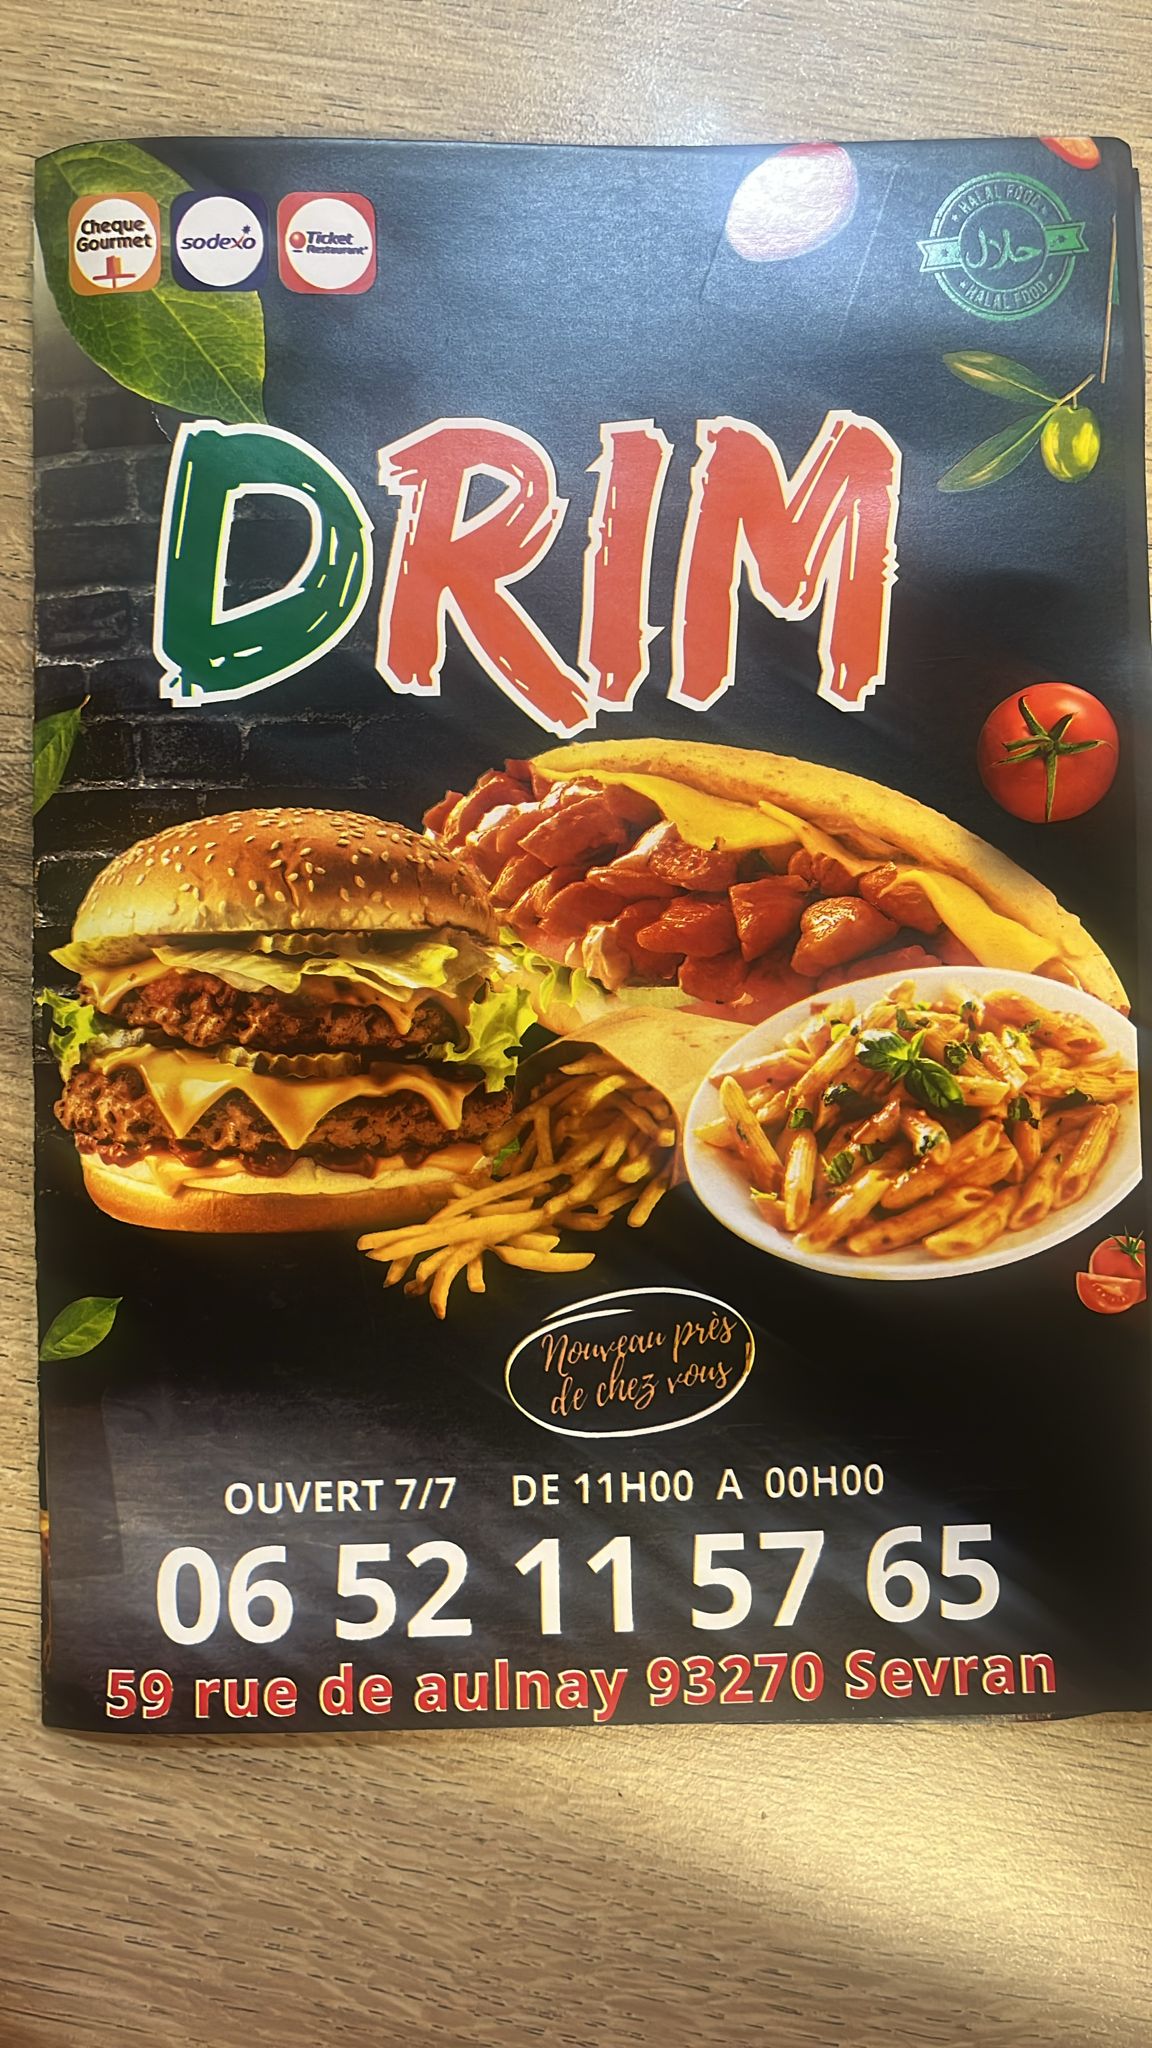 Cheque
Gourmet
sodexo
Ticket
Restaurant
HALAL FOOD
حلال
HALAL FOOD
DRIM
Nouveau près
de chez vous !
OUVERT 7/7 DE 11H00 A 00H00
06 52 11 57 65
59 rue de aulnay 93270 Sevran